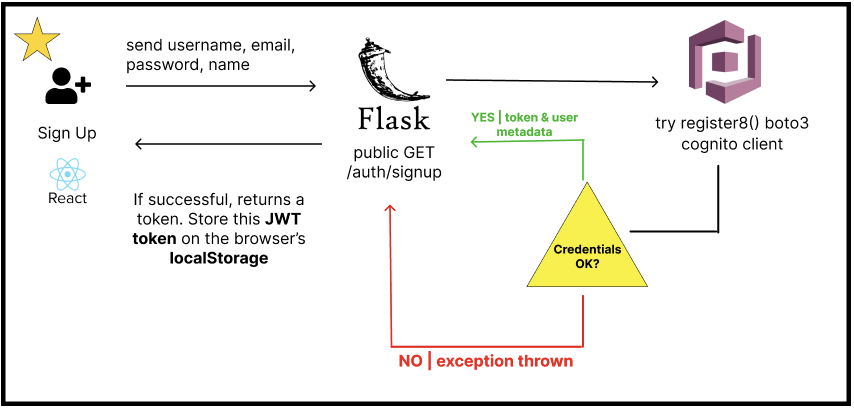 send username, email,
password, name
Sign Up
React
If successful, returns a
token. Store this JWT
token on the browser's
localStorage
Flask
public GET
/auth/signup
YES | token & user
metadata
try register8() boto3
cognito client
Credentials
OK?
NO | exception thrown